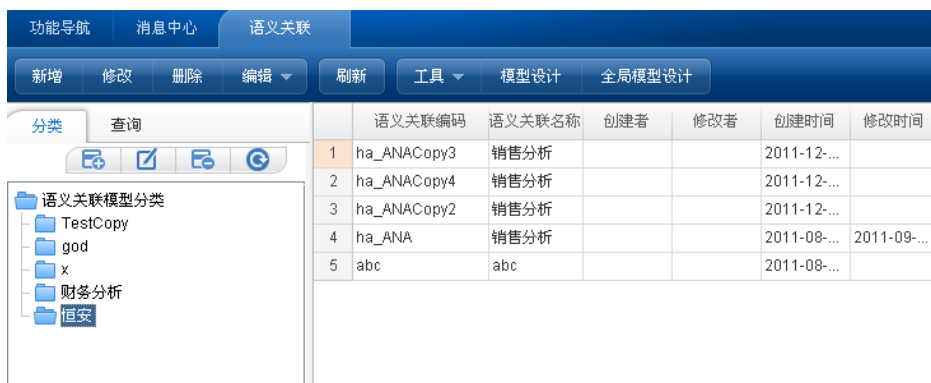 功能导航 消息中心 语义关联
新增 修改 删除 编辑 刷新 工具 模型设计 全局模型设计
分类 查询
语义关联模型分类
TestCopy
god
x
财务分析
恒安
语义关联编码 语义关联名称 创建者 修改者 创建时间 修改时间
1 ha_ANACopy3 销售分析 2011-12-...
2 ha_ANACopy4 销售分析 2011-12-...
3 ha_ANACopy2 销售分析 2011-12-...
4 ha_ANA 销售分析 2011-08-... 2011-09-...
5 abc abc 2011-08-...